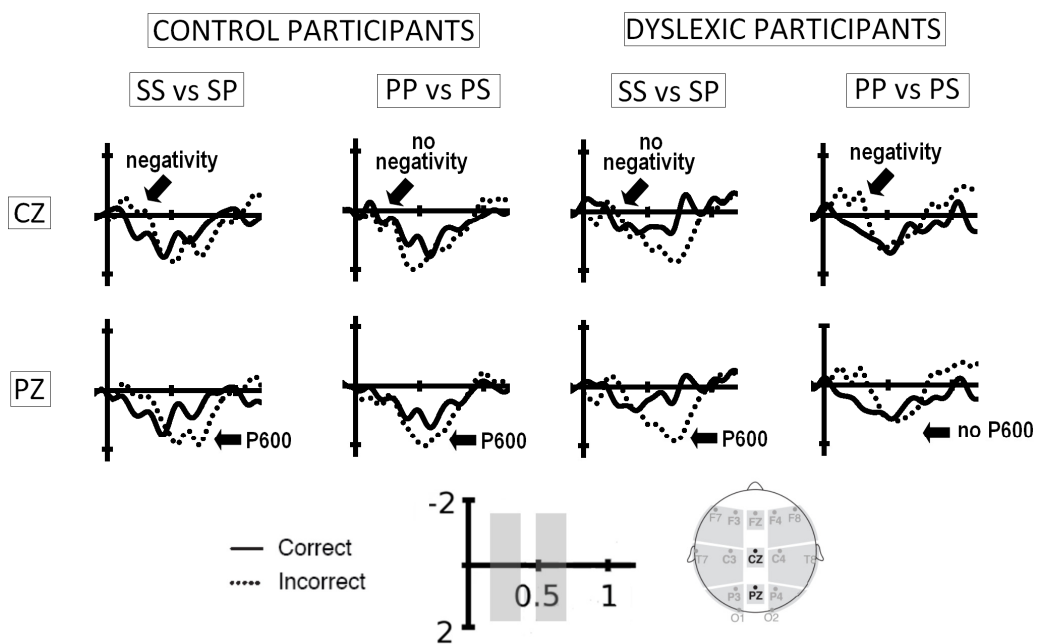 CONTROL PARTICIPANTS
DYSLEXIC PARTICIPANTS
SS vs SP
PP vs PS
SS vs SP
PP vs PS
CZ
negativity
no
negativity
no
negativity
negativity
PZ
P600
P600
P600
no P600
Correct
Incorrect
-2
0.5
1
2
F7
F3
FZ
F4
F8
T7
C3
CZ
C4
T8
P3
PZ
P4
O1
O2